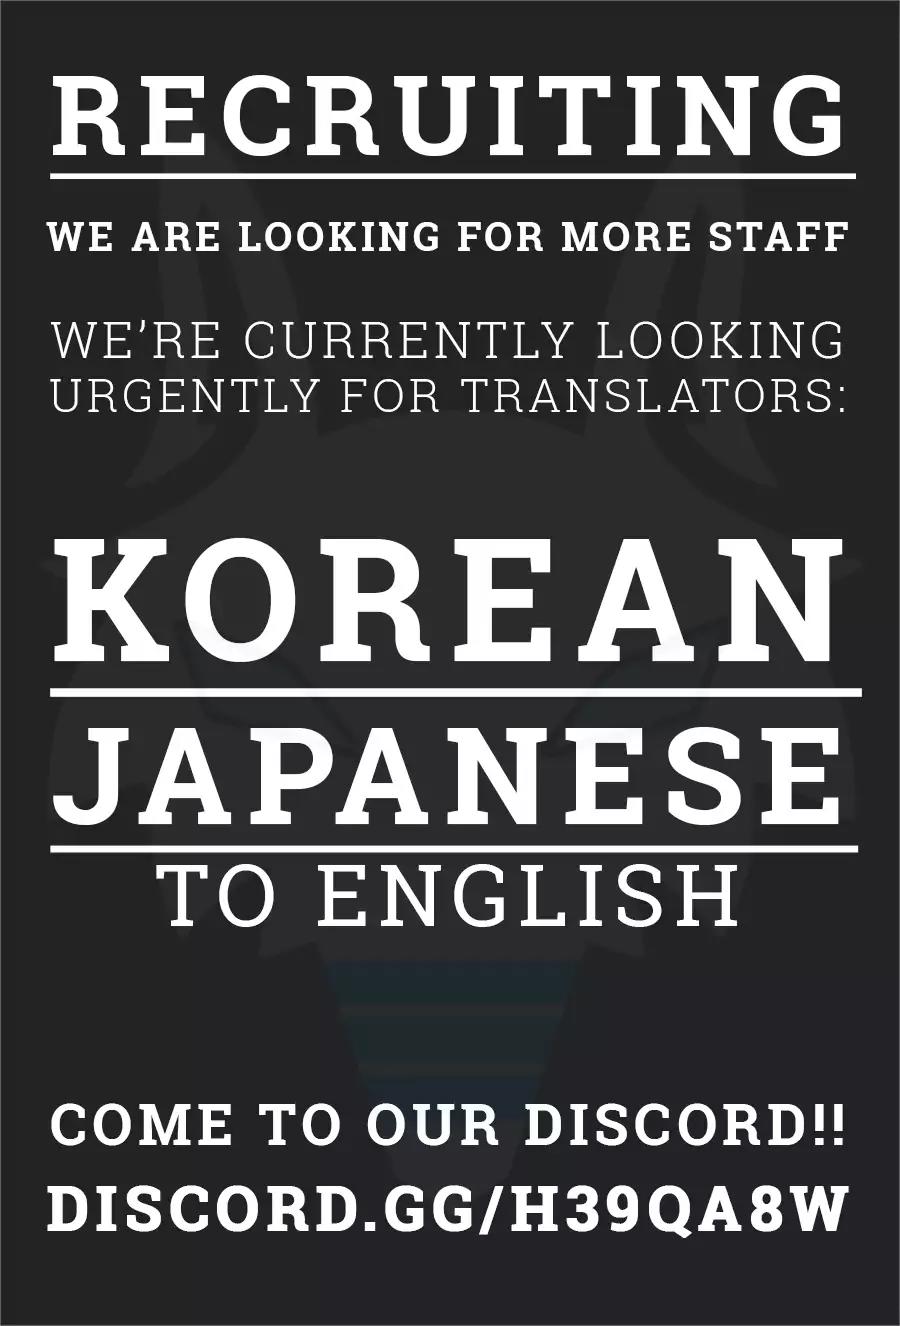 RECRUITING
WE ARE LOOKING FOR MORE STAFF
WE’RE CURRENTLY LOOKING
URGENTLY FOR TRANSLATORS:
KOREAN
JAPANESE
TO ENGLISH
COME TO OUR DISCORD!!
DISCORD.GG/H39QA8W